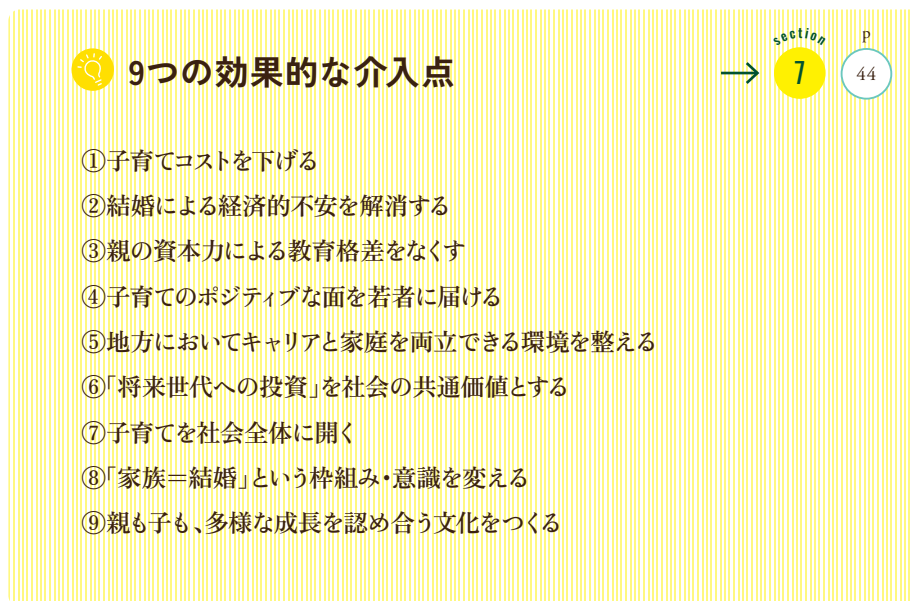 9つの効果的な介入点
section
7
P
44
①子育てコストを下げる
②結婚による経済的不安を解消する
③親の資本力による教育格差をなくす
④子育てのポジティブな面を若者に届ける
⑤地方においてキャリアと家庭を両立できる環境を整える
⑥「将来世代への投資」を社会の共通価値とする
⑦子育てを社会全体に開く
⑧「家族＝結婚」という枠組み・意識を変える
⑨親も子も、多様な成長を認め合う文化をつくる